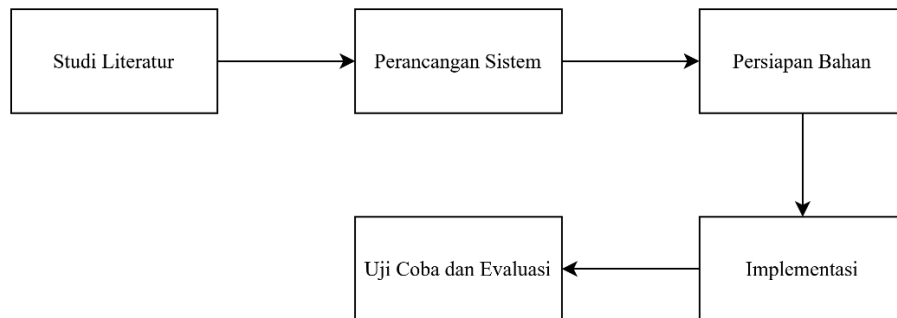 Studi Literatur
Perancangan Sistem
Persiapan Bahan
Implementasi
Uji Coba dan Evaluasi